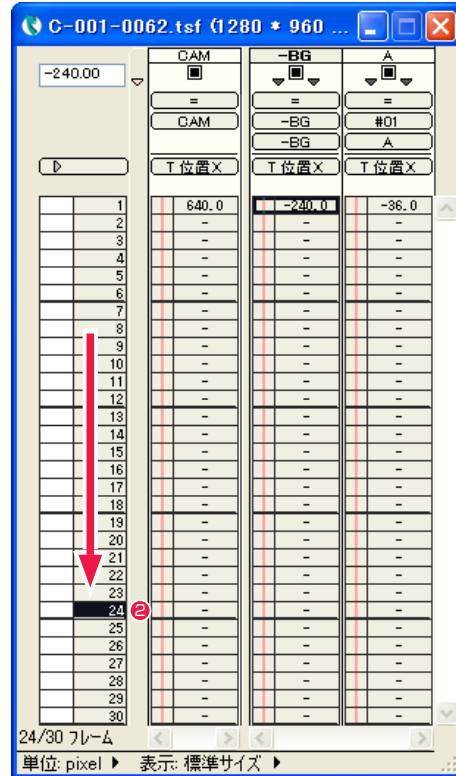 C-001-0062.tsf (1280 * 960 ...
CAM -BG A
-240.00
= = =
CAM -BG #01
-BG A
T 位置X T 位置X T 位置X
1 640.0 -240.0 -36.0
2 - - -
3 - - -
4 - - -
5 - - -
6 - - -
7 - - -
8 - - -
9 - - -
10 - - -
11 - - -
12 - - -
13 - - -
14 - - -
15 - - -
16 - - -
17 - - -
18 - - -
19 - - -
20 - - -
21 - - -
22 - - -
23 - - -
24 2 - - -
25 - - -
26 - - -
27 - - -
28 - - -
29 - - -
30 - - -
24/30 フレーム
単位: pixel 表示: 標準サイズ